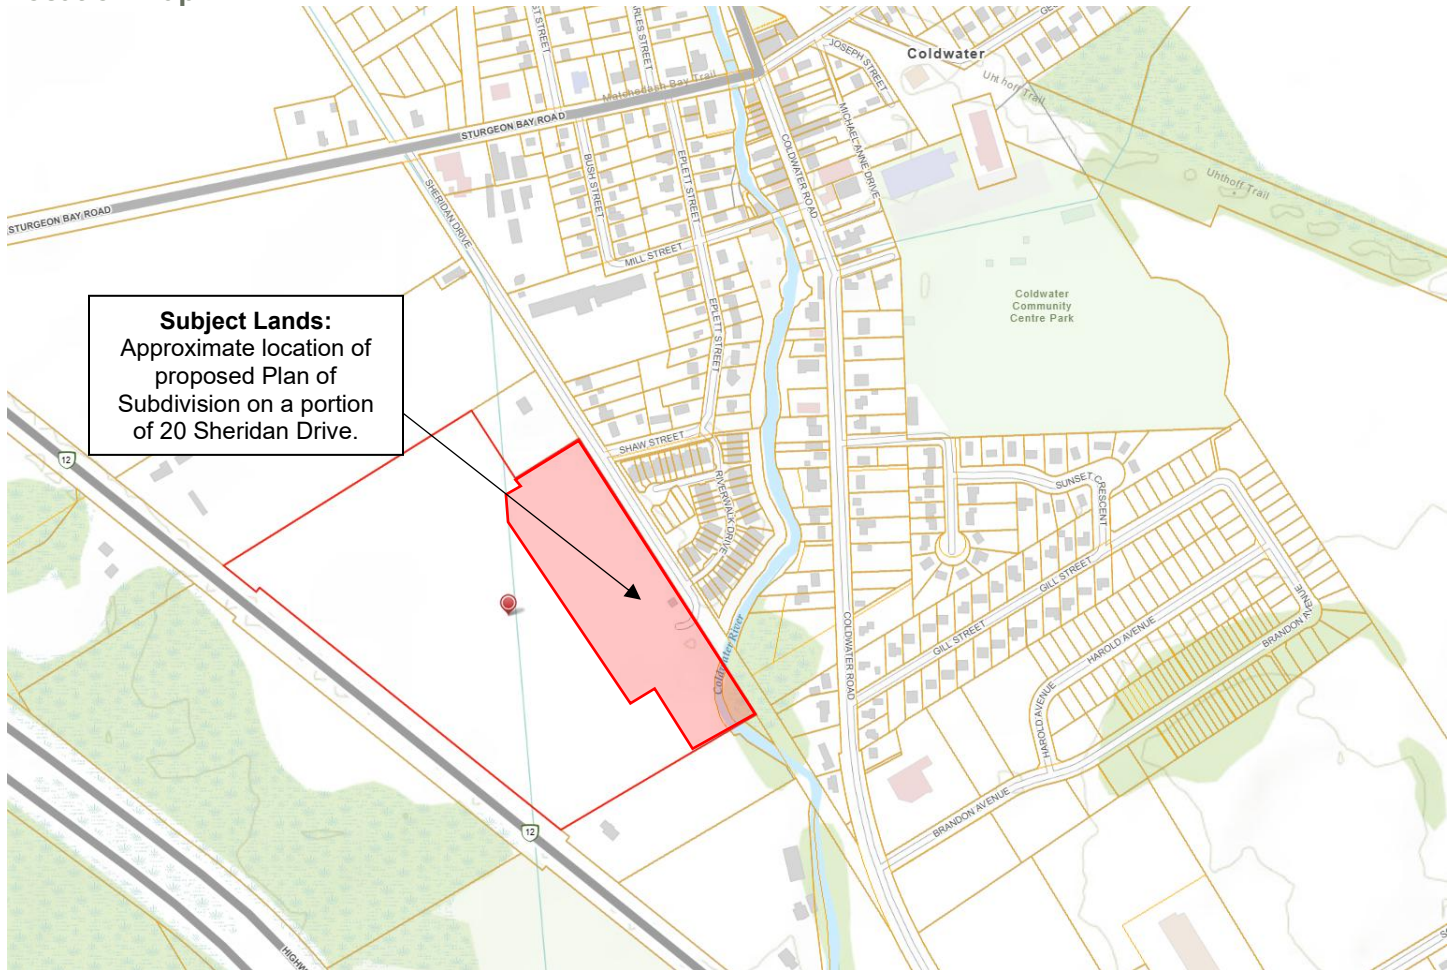 Coldwater
JOSEPH STREET
Uhthoff Trail
Matchedash Bay Trail
STURGEON BAY ROAD
MICHAEL ANNE DRIVE
COLDWATER ROAD
BUSH STREET
EPLETT STREET
Uhthoff Trail
SHERIDAN DRIVE
STURGEON BAY ROAD
MILL STREET
Coldwater
Community
Centre Park
EPLETT STREET
Subject Lands:
Approximate location of
proposed Plan of
Subdivision on a portion
of 20 Sheridan Drive.
SHAW STREET
12
RIVERWALK DRIVE
SUNSET CRESCENT
GILL STREET
GILL STREET
HAROLD AVENUE
BRANDON AVENUE
COLDWATER ROAD
Coldwater River
HAROLD AVENUE
BRANDON AVENUE
12